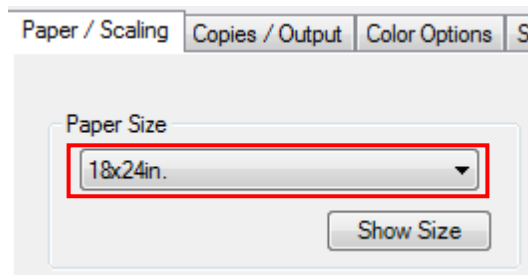 Paper / Scaling Copies / Output Color Options S
Paper Size
18x24in.
Show Size